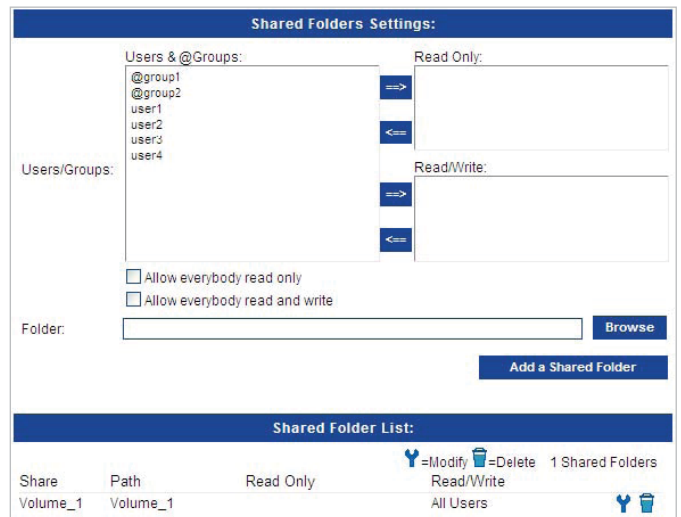 Shared Folders Settings:
Users & @Groups:
Read Only:
@group1
@group2
user1
user2
user3
user4
==>
<==
Users/Groups:
Read/Write:
==>
<==
Allow everybody read only
Allow everybody read and write
Folder:
Browse
Add a Shared Folder
Shared Folder List:
=Modify =Delete 1 Shared Folders
Share Path Read Only Read/Write
Volume_1 Volume_1 All Users